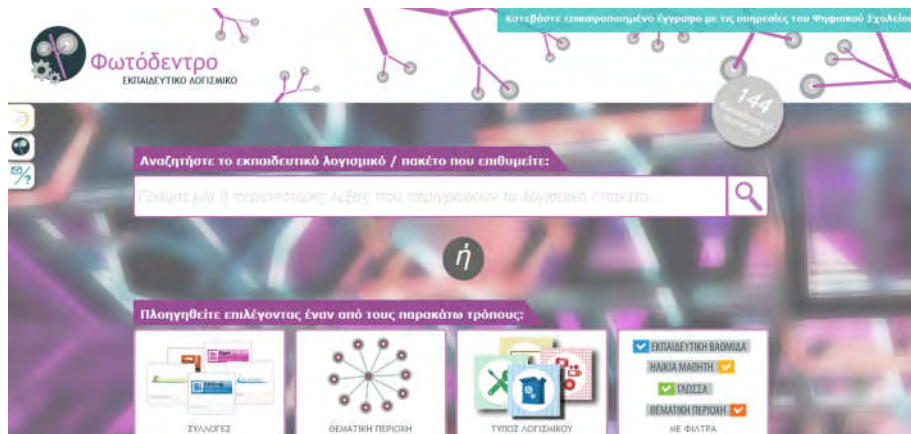 Κατεβάστε επικαιροποιημένο έγγραφο με τις υπηρεσίες του Ψηφιακού Σχολείου
Φωτόδεντρο
ΕΚΠΑΙΔΕΥΤΙΚΟ ΛΟΓΙΣΜΙΚΟ
144
Αναζητήστε το εκπαιδευτικό λογισμικό / πακέτο που επιθυμείτε:
Γράψτε μία ή περισσότερες λέξεις που περιγράφουν το λογισμικό / πακέτο...
ή
Πλοηγηθείτε επιλέγοντας έναν από τους παρακάτω τρόπους:
ΕΚΠΑΙΔΕΥΤΙΚΗ ΒΑΘΜΙΔΑ
ΗΛΙΚΙΑ ΜΑΘΗΤΗ
ΓΛΩΣΣΑ
ΘΕΜΑΤΙΚΗ ΠΕΡΙΟΧΗ
ΣΥΛΛΟΓΕΣ
ΘΕΜΑΤΙΚΗ ΠΕΡΙΟΧΗ
ΤΥΠΟΣ ΛΟΓΙΣΜΙΚΟΥ
ΜΕ ΦΙΛΤΡΑ